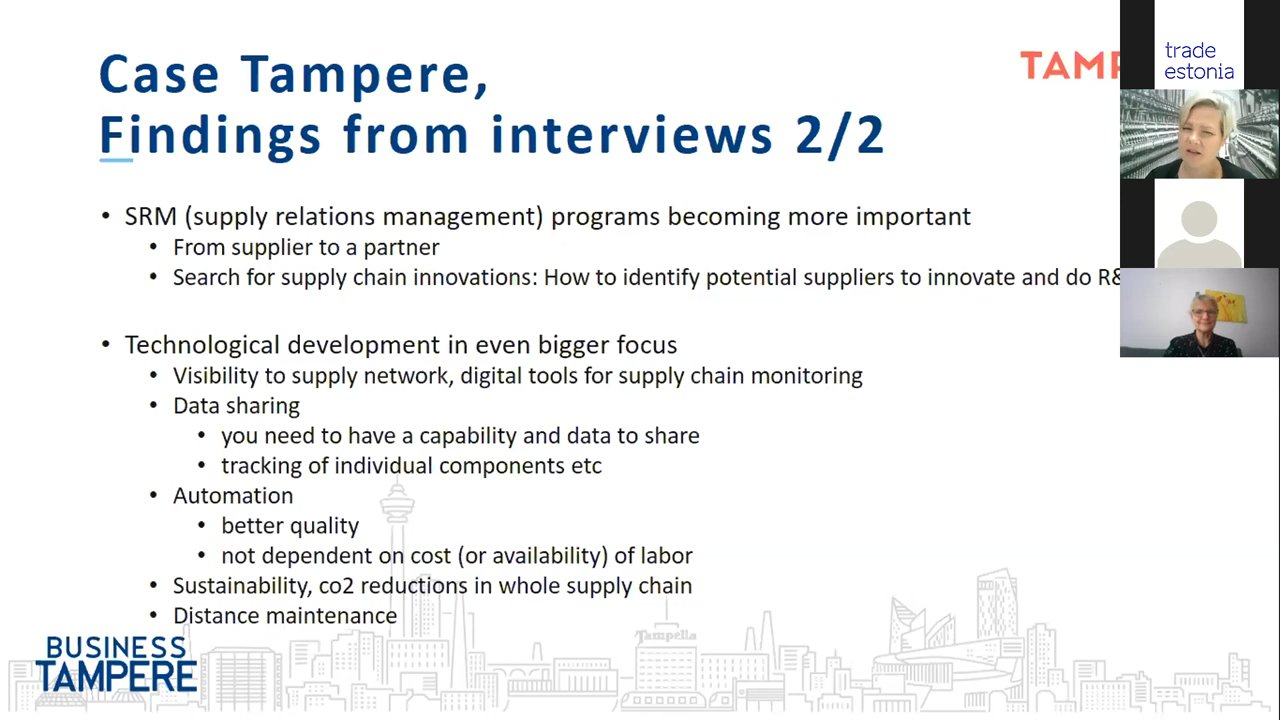 Case Tampere,
Findings from interviews 2/2
TAMP
trade
estonia
• SRM (supply relations management) programs becoming more important
• From supplier to a partner
• Search for supply chain innovations: How to identify potential suppliers to innovate and do R&
• Technological development in even bigger focus
• Visibility to supply network, digital tools for supply chain monitoring
• Data sharing
• you need to have a capability and data to share
• tracking of individual components etc
• Automation
• better quality
• not dependent on cost (or availability) of labor
• Sustainability, co2 reductions in whole supply chain
• Distance maintenance
Tampella
BUSINESS
TAMPERE